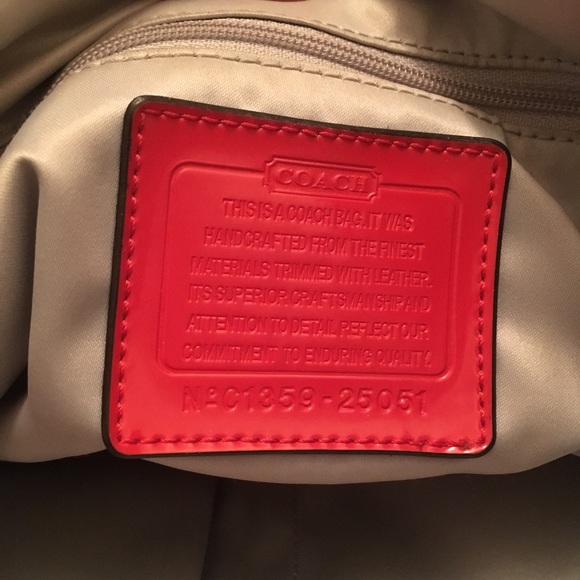 COACH
THIS IS A COACH BAG. IT WAS
HANDCRAFTED FROM THE FINEST
MATERIALS TRIMMED WITH LEATHER.
IT'S SUPERIOR CRAFTSMANSHIP AND
ATTENTION TO DETAIL REFLECT OUR
COMMITMENT TO ENDURING QUALITY.
Nº C1359-25051